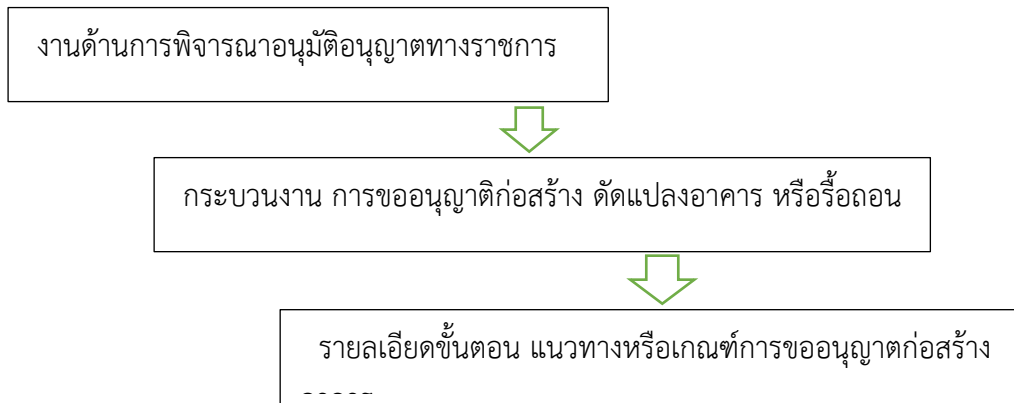 งานด้านการพิจารณาอนุมัติอนุญาตทางราชการ
กระบวนงาน การขออนุญาติก่อสร้าง ดัดแปลงอาคาร หรือรื้อถอน
รายลเอียดขั้นตอน แนวทางหรือเกณฑ์การขออนุญาตก่อสร้าง